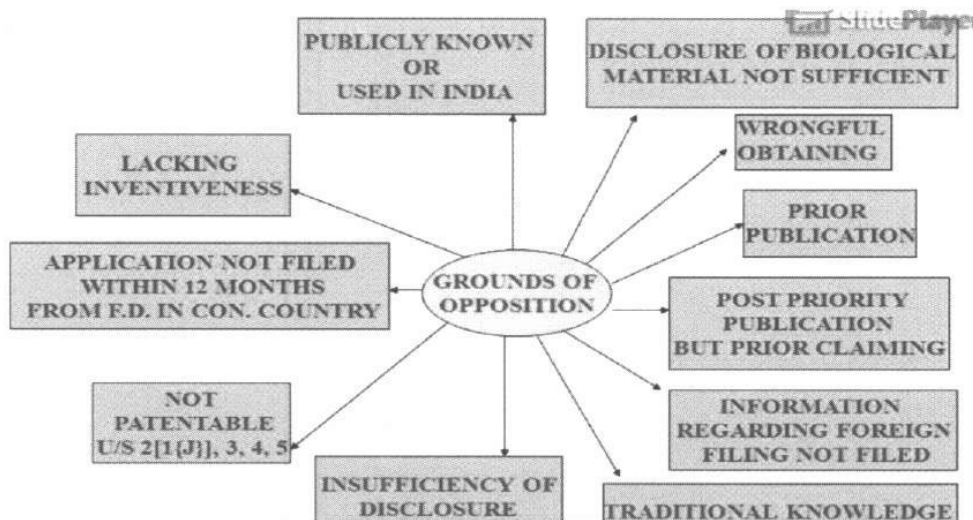 SlidePlayer
PUBLICLY KNOWN
OR
USED IN INDIA
DISCLOSURE OF BIOLOGICAL
MATERIAL NOT SUFFICIENT
WRONGFUL
OBTAINING
LACKING
INVENTIVENESS
PRIOR
PUBLICATION
APPLICATION NOT FILED
WITHIN 12 MONTHS
FROM F.D. IN CON. COUNTRY
GROUNDS OF
OPPOSITION
POST PRIORITY
PUBLICATION
BUT PRIOR CLAIMING
NOT
PATENTABLE
U/S 2[1{J}], 3, 4, 5
INFORMATION
REGARDING FOREIGN
FILING NOT FILED
INSUFFICIENCY OF
DISCLOSURE
TRADITIONAL KNOWLEDGE